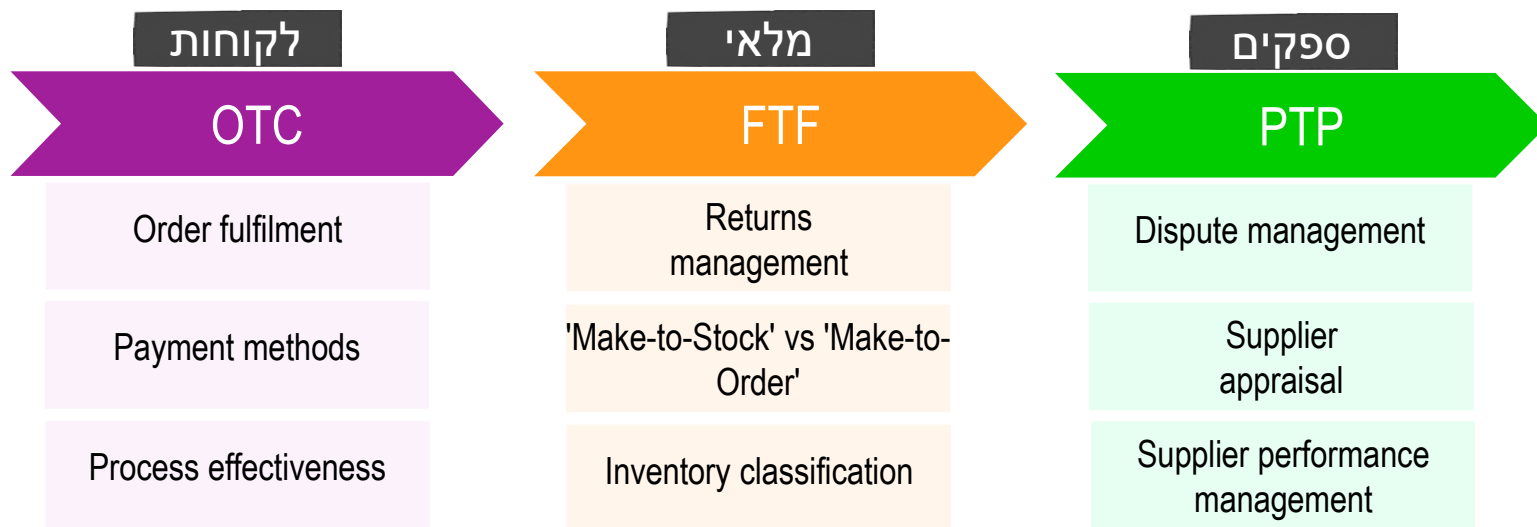 לקוחות
OTC
Order fulfilment
Payment methods
Process effectiveness
מלאי
FTF
Returns
management
'Make-to-Stock' vs 'Make-to-
Order'
Inventory classification
ספקים
PTP
Dispute management
Supplier
appraisal
Supplier performance
management